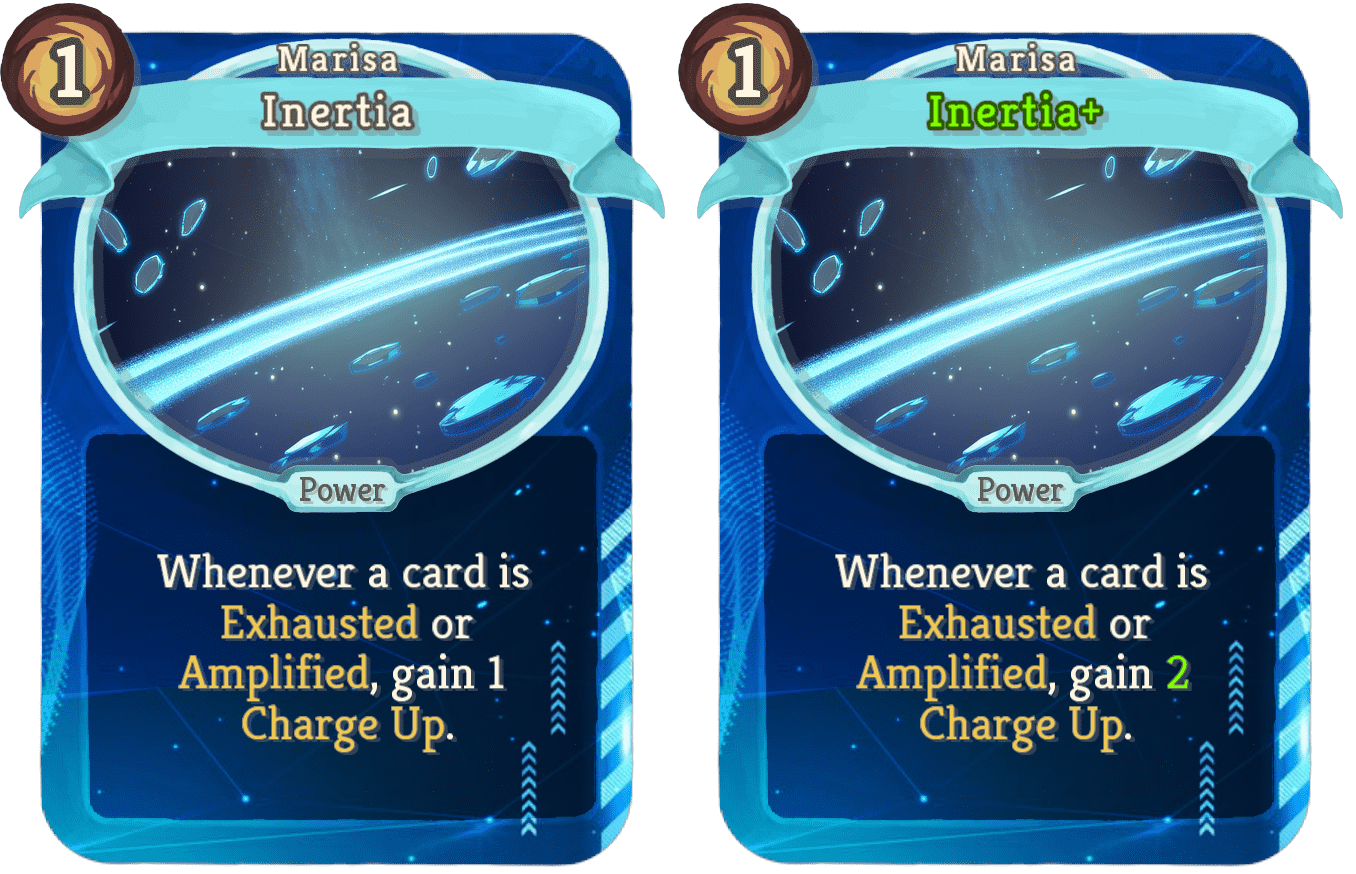 1
Marisa
Inertia
Power
Whenever a card is
Exhausted or
Amplified, gain 1
Charge Up.
1
Marisa
Inertia+
Power
Whenever a card is
Exhausted or
Amplified, gain 2
Charge Up.